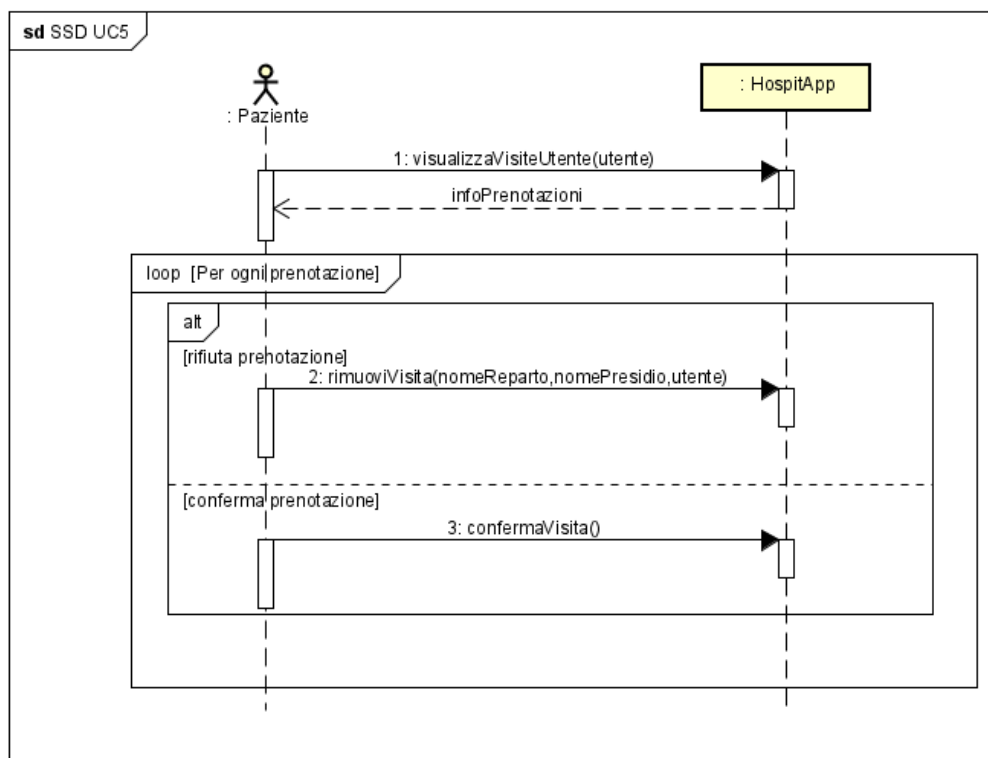 sd SSD UC5
: Paziente
: HospitApp
1: visualizzaVisiteUtente(utente)
infoPrenotazioni
loop [Per ogni prenotazione]
alt
[rifiuta prenotazione]
2: rimuoviVisita(nomeReparto,nomePresidio,utente)
[conferma prenotazione]
3: confermaVisita()